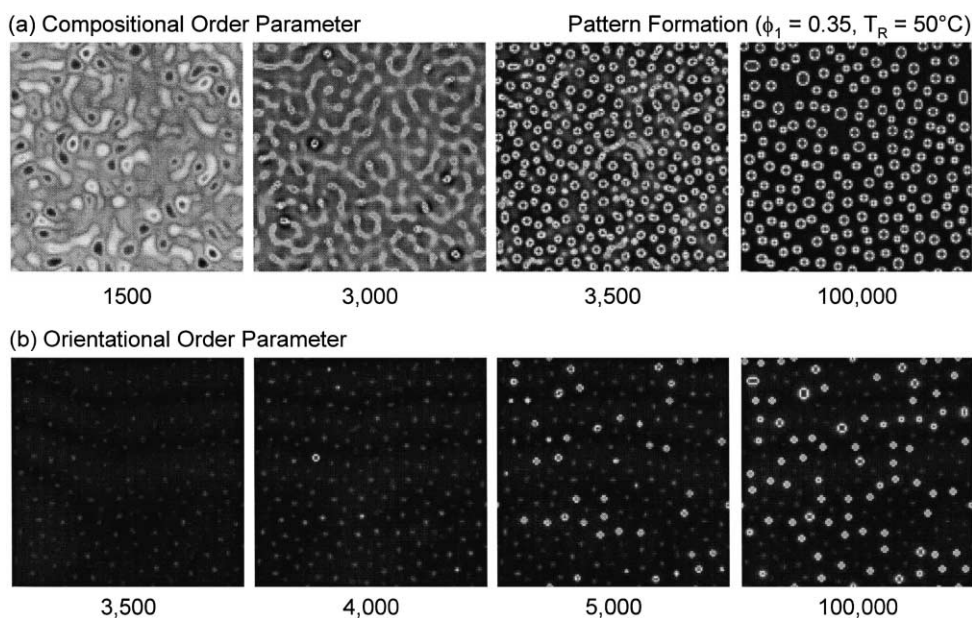 (a) Compositional Order Parameter Pattern Formation (ϕ₁ = 0.35, T_R = 50°C)
1500 3,000 3,500 100,000
(b) Orientational Order Parameter
3,500 4,000 5,000 100,000